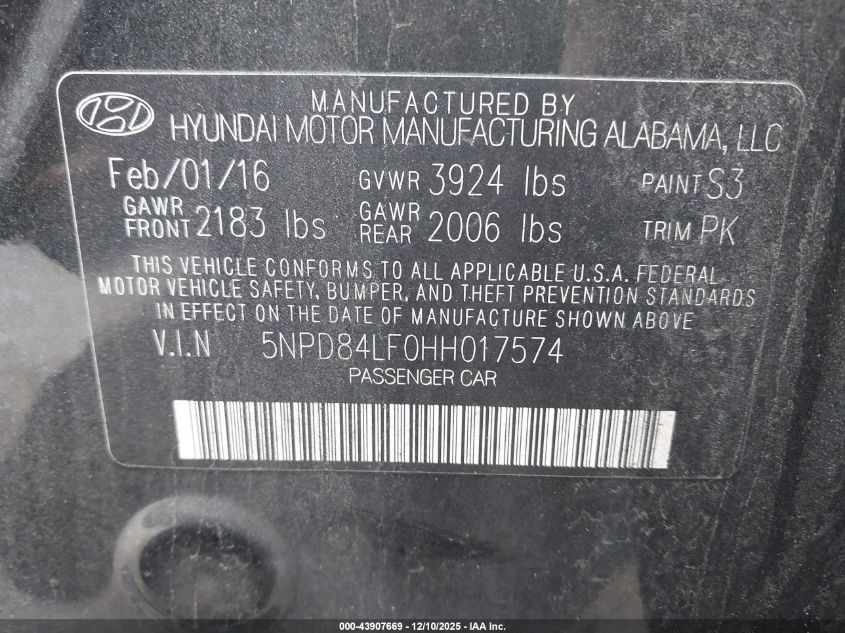 MANUFACTURED BY
HYUNDAI MOTOR MANUFACTURING ALABAMA, LLC
Feb/01/16 GVWR 3924 lbs PAINT S3
GAWR FRONT 2183 lbs GAWR REAR 2006 lbs TRIM PK
THIS VEHICLE CONFORMS TO ALL APPLICABLE U.S.A. FEDERAL
MOTOR VEHICLE SAFETY, BUMPER, AND THEFT PREVENTION STANDARDS
IN EFFECT ON THE DATE OF MANUFACTURE SHOWN ABOVE
V.I.N 5NPD84LF0HH017574
PASSENGER CAR
000-43907669 - 12/10/2025 - IAA Inc.